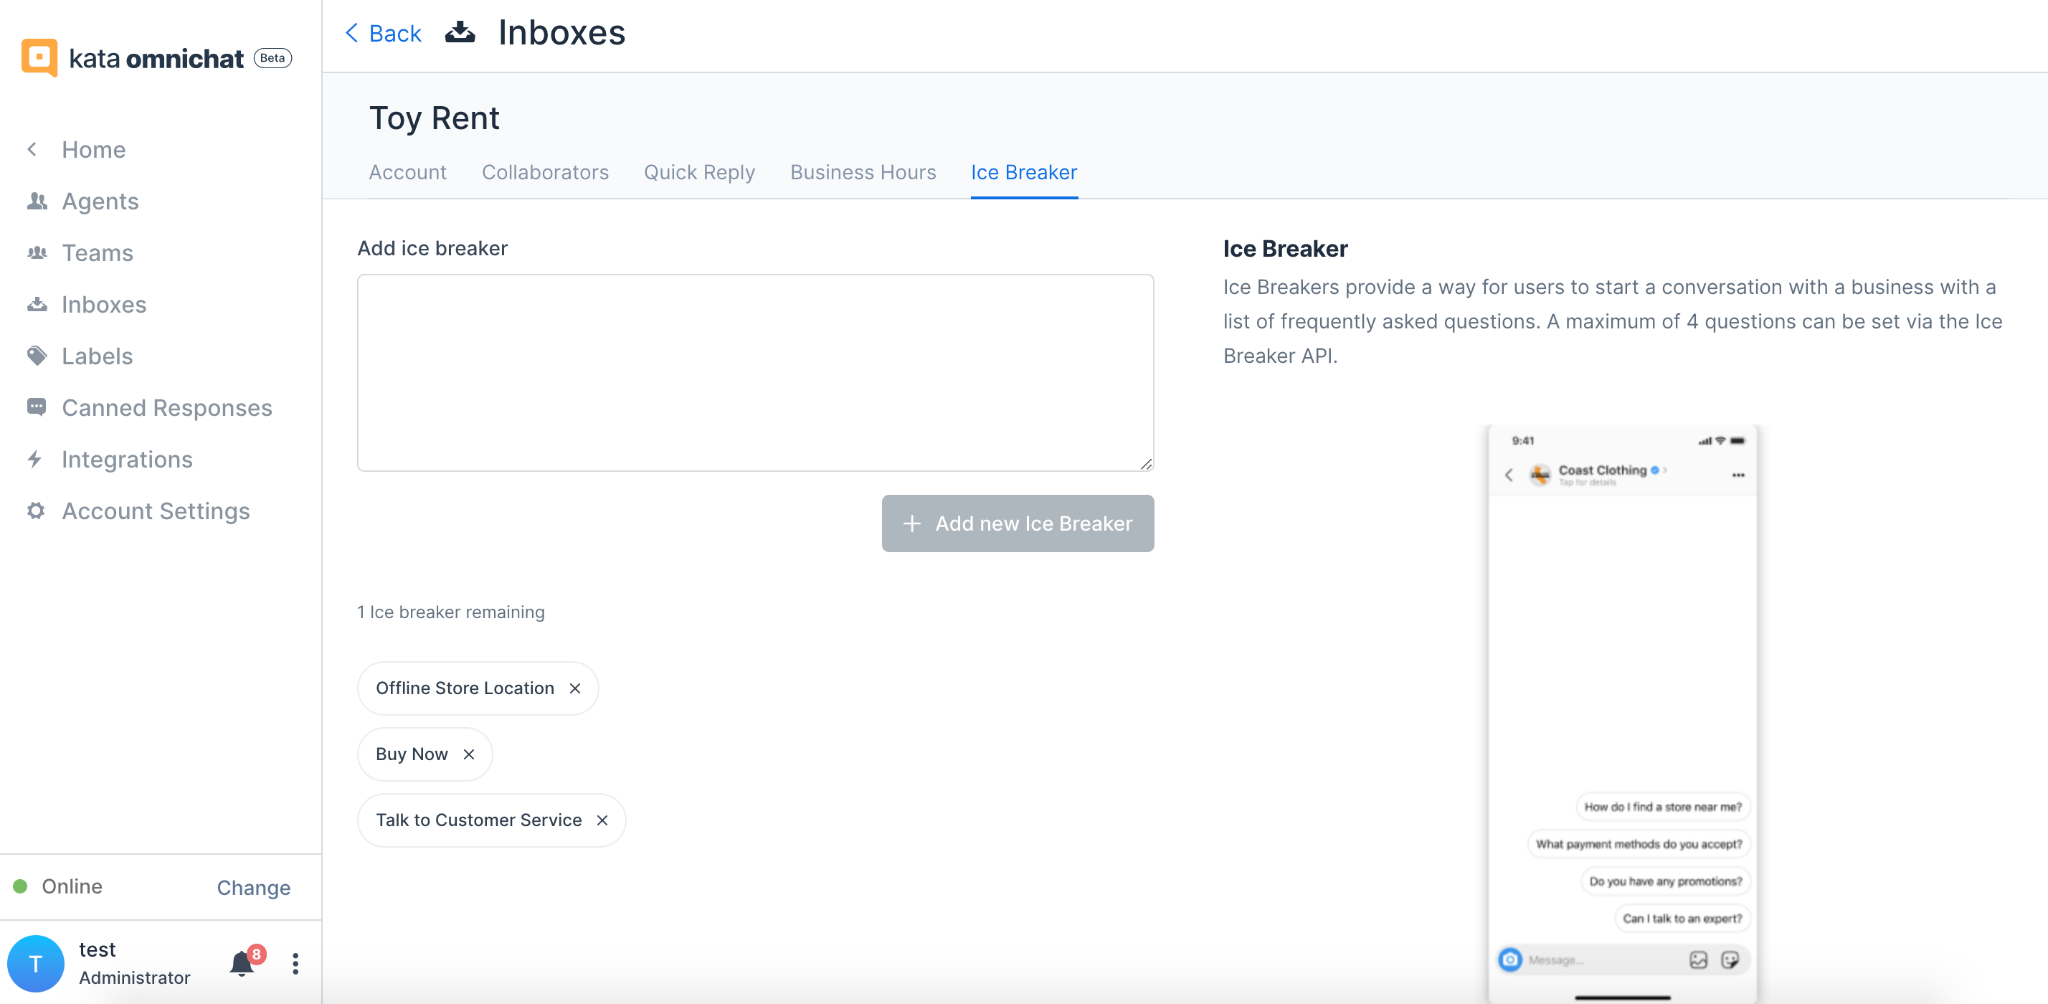 kata omnichat Beta
Home
Agents
Teams
Inboxes
Labels
Canned Responses
Integrations
Account Settings
Online Change
T test 8
Administrator
Back Inboxes
Toy Rent
Account Collaborators Quick Reply Business Hours Ice Breaker
Add ice breaker
Add new Ice Breaker
1 Ice breaker remaining
Offline Store Location
Buy Now
Talk to Customer Service
Ice Breaker
Ice Breakers provide a way for users to start a conversation with a business with a
list of frequently asked questions. A maximum of 4 questions can be set via the Ice
Breaker API.
9:41
Coast Clothing
Tap for details
How do I find a store near me?
What payment methods do you accept?
Do you have any promotions?
Can I talk to an expert?
Message...